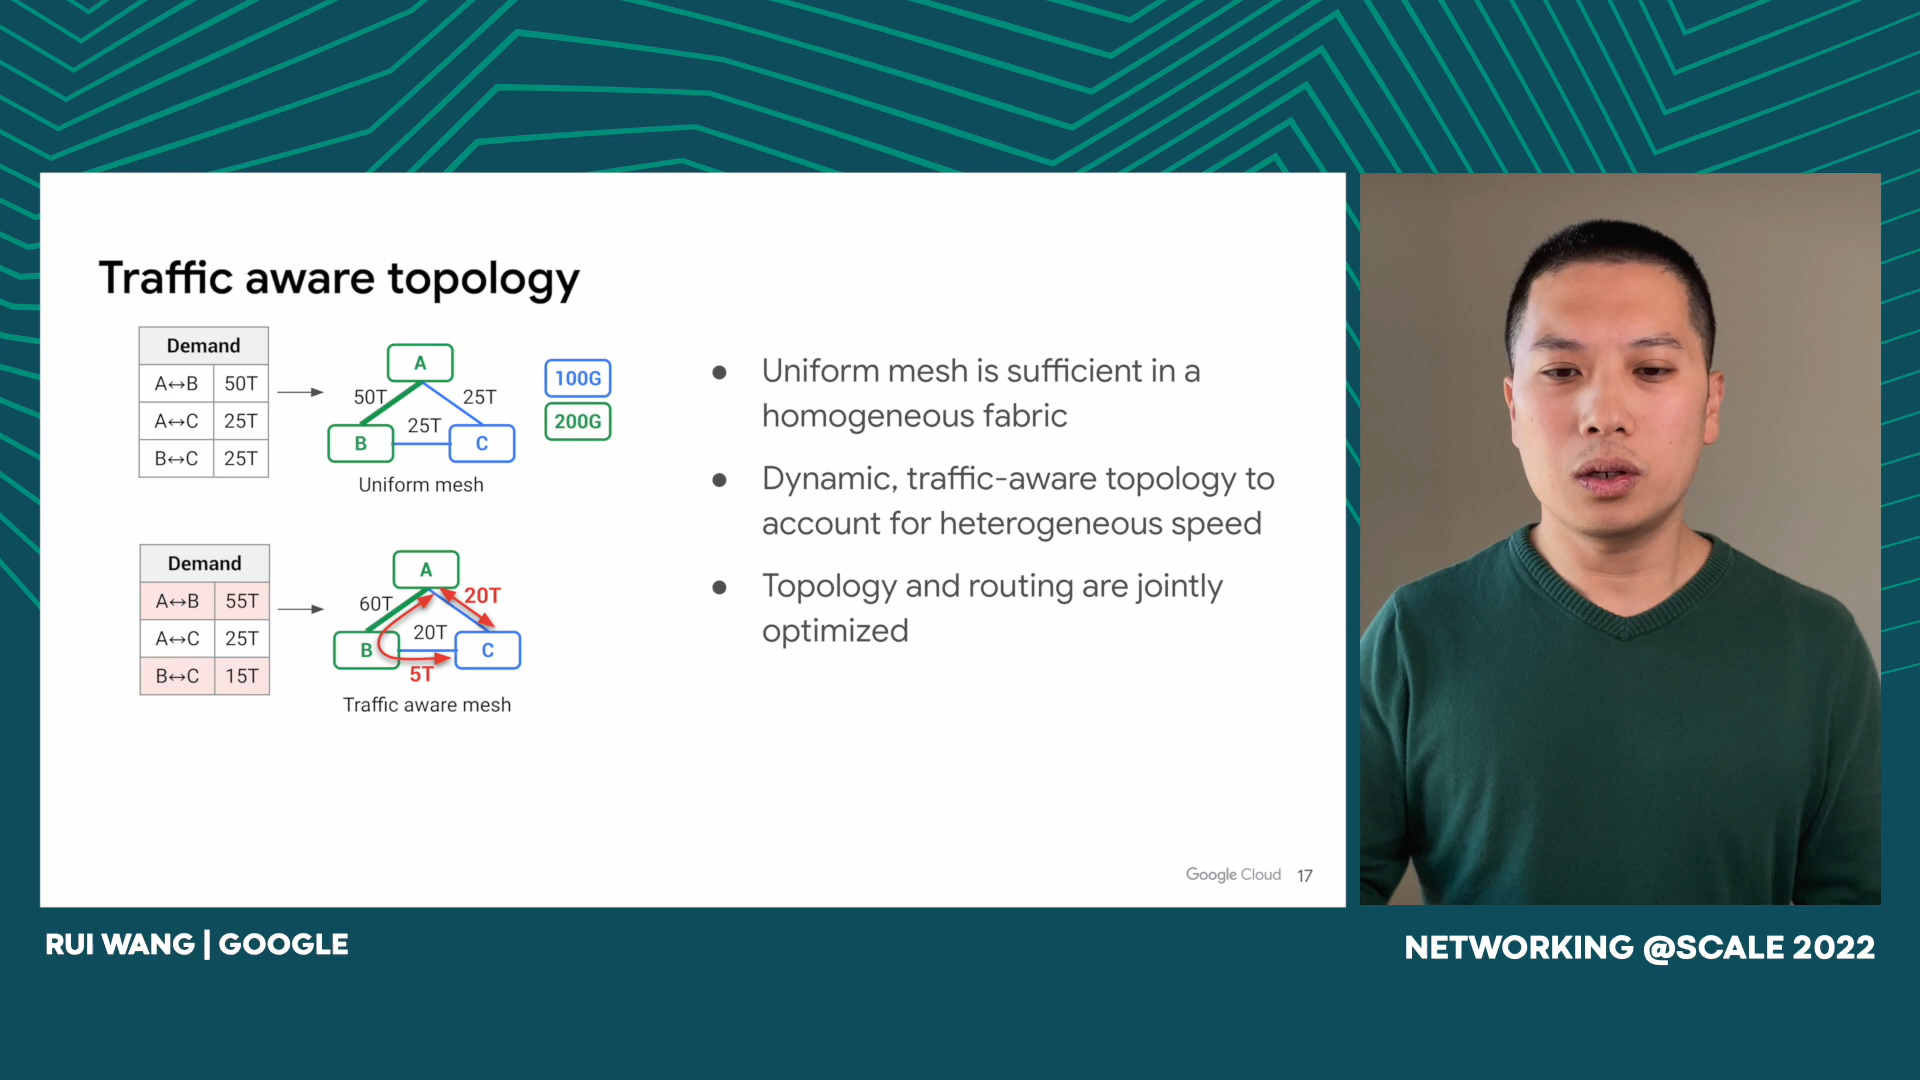 Traffic aware topology
Demand
A↔B 50T
A↔C 25T
B↔C 25T
A
50T 25T
25T
B C
Uniform mesh
100G
200G
Demand
A↔B 55T
A↔C 25T
B↔C 15T
A
60T 20T
20T
B C
5T
Traffic aware mesh
● Uniform mesh is sufficient in a
homogeneous fabric
● Dynamic, traffic-aware topology to
account for heterogeneous speed
● Topology and routing are jointly
optimized
Google Cloud 17
RUI WANG | GOOGLE
NETWORKING @SCALE 2022